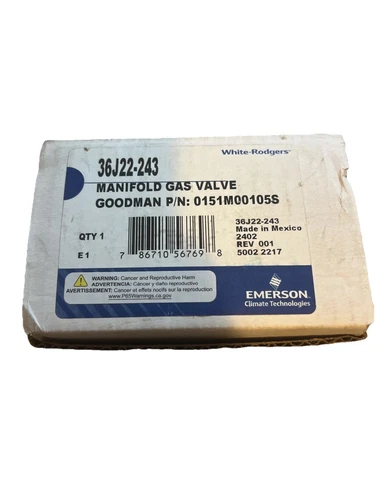 White-Rodgers
36J22-243
MANIFOLD GAS VALVE
GOODMAN P/N: 0151M00105S
QTY 1
E 1
7 86710 56769 8
36J22-243
Made in Mexico
2402
REV 001
5002 2217
WARNING: Cancer and Reproductive Harm
ADVERTENCIA: Cáncer y daño reproductivo
AVERTISSEMENT: Cancer et effets nocifs sur la reproduction
www.P65Warnings.ca.gov
EMERSON
Climate Technologies